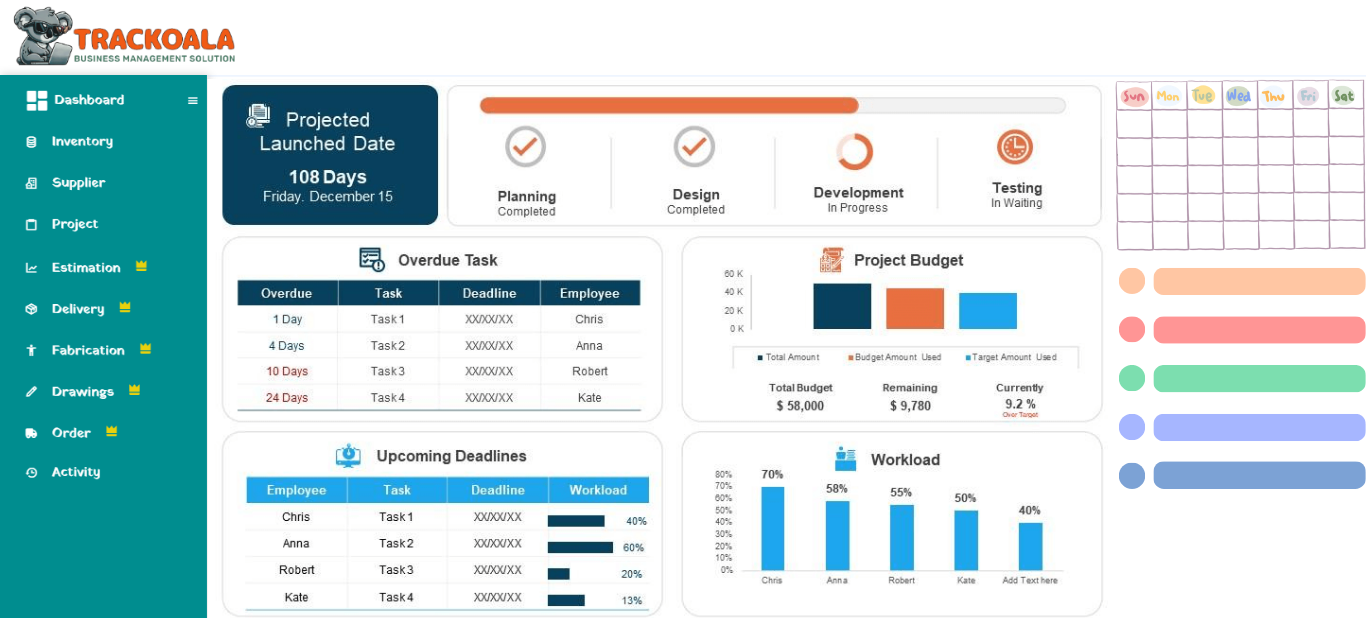 TRACKOALA
BUSINESS MANAGEMENT SOLUTION
Dashboard
Inventory
Supplier
Project
Estimation
Delivery
Fabrication
Drawings
Order
Activity
Projected
Launched Date
108 Days
Friday. December 15
Planning
Completed
Design
Completed
Development
In Progress
Testing
In Waiting
Sun Mon Tue Wed Thu Fri Sat
Overdue Task
Overdue Task Deadline Employee
1 Day Task 1 XX/XX/XX Chris
4 Days Task 2 XX/XX/XX Anna
10 Days Task 3 XX/XX/XX Robert
24 Days Task 4 XX/XX/XX Kate
Project Budget
60 K
40 K
20 K
0 K
Total Amount Budget Amount Used Target Amount Used
Total Budget Remaining Currently
$ 58,000 $ 9,780 9.2 %
Over Target
Upcoming Deadlines
Employee Task Deadline Workload
Chris Task 1 XX/XX/XX 40%
Anna Task 2 XX/XX/XX 60%
Robert Task 3 XX/XX/XX 20%
Kate Task 4 XX/XX/XX 13%
Workload
80%
70%
60%
50%
40%
30%
20%
10%
0%
70% 58% 55% 50% 40%
Chris Anna Robert Kate Add Text here